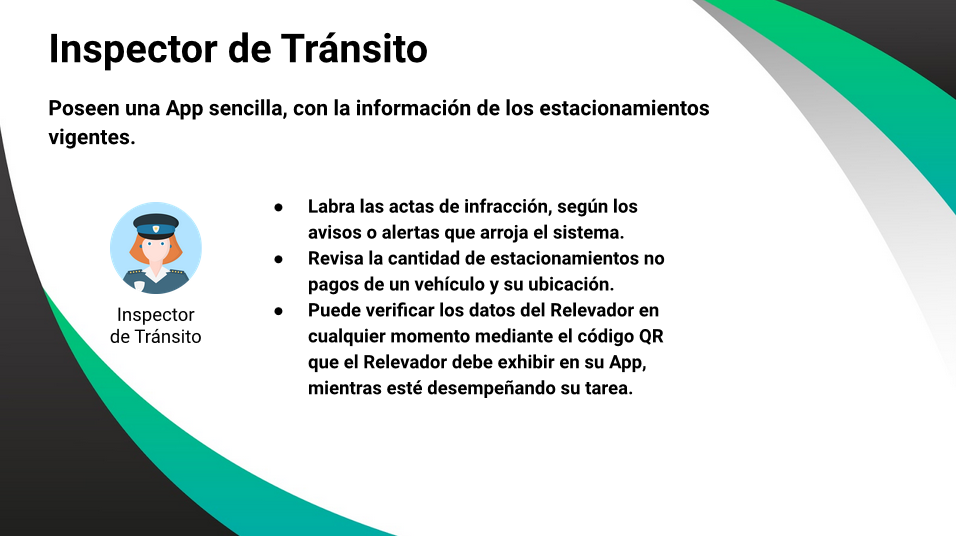 Inspector de Tránsito
Poseen una App sencilla, con la información de los estacionamientos
vigentes.
● Labra las actas de infracción, según los
avisos o alertas que arroja el sistema.
● Revisa la cantidad de estacionamientos no
pagos de un vehículo y su ubicación.
● Puede verificar los datos del Relevador en
cualquier momento mediante el código QR
que el Relevador debe exhibir en su App,
mientras esté desempeñando su tarea.
Inspector
de Tránsito